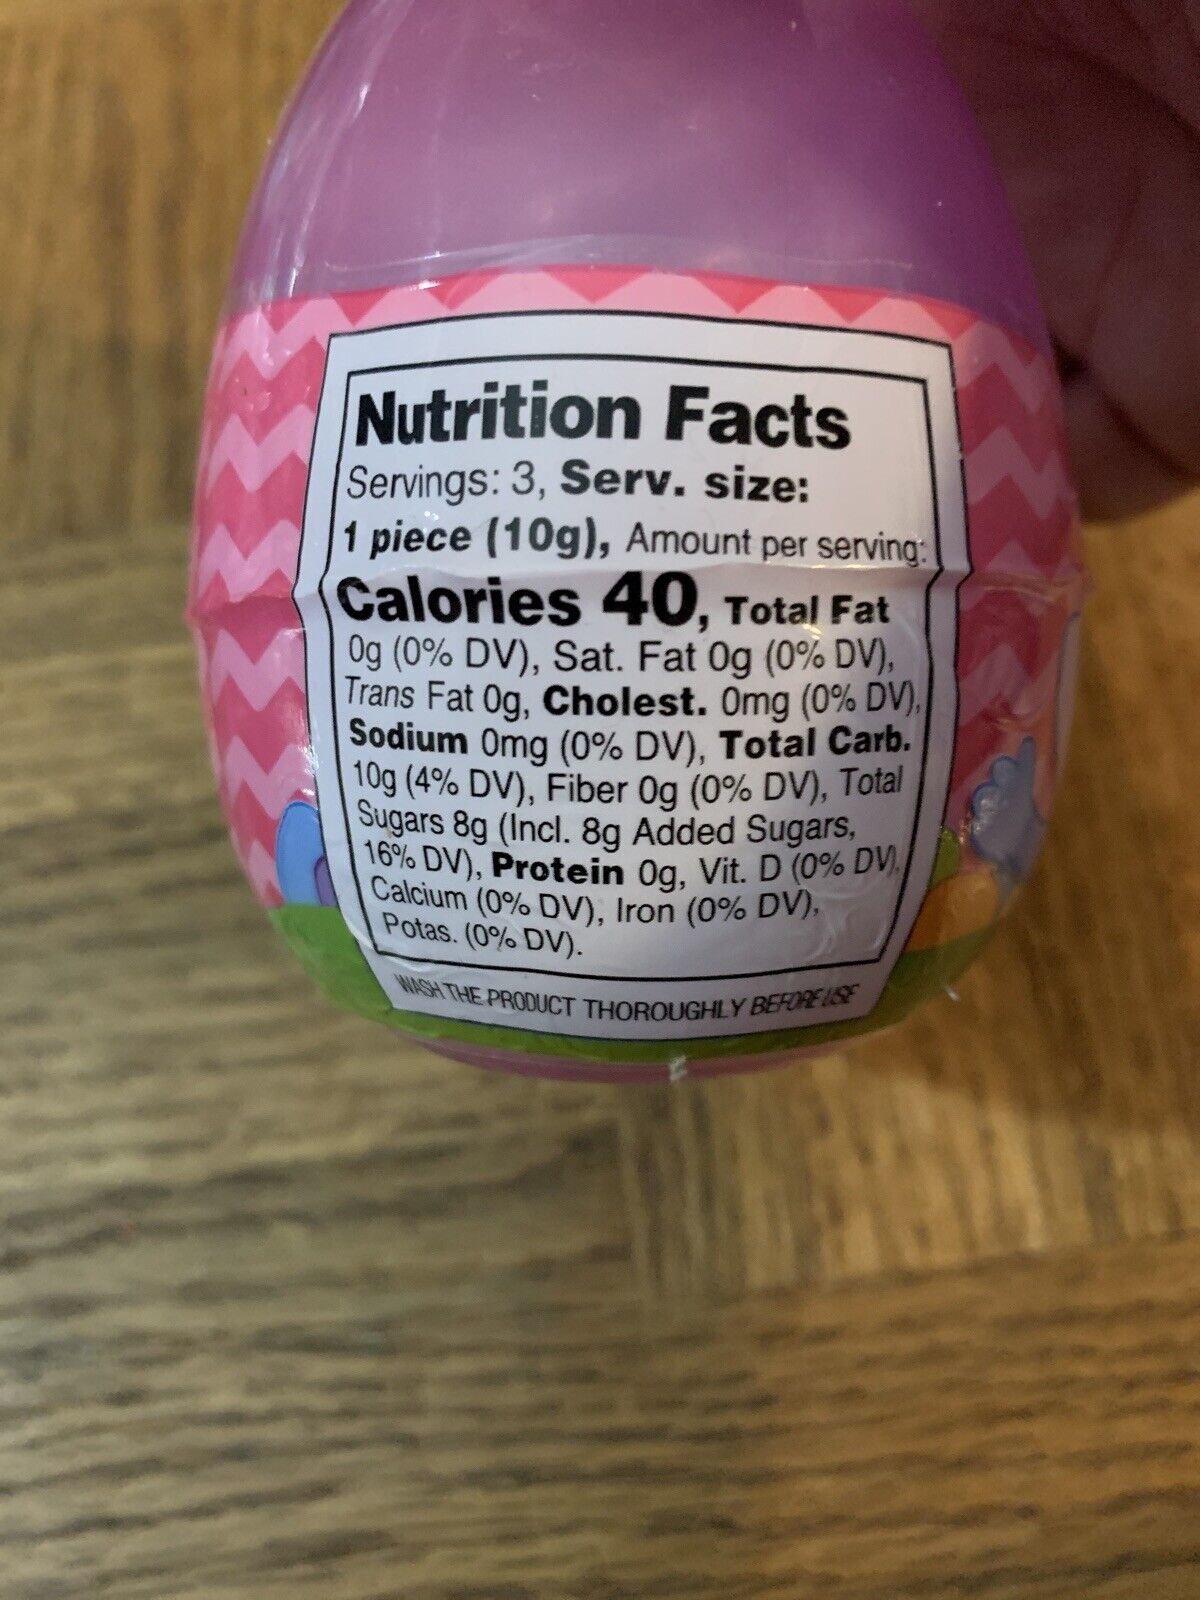 Nutrition Facts
Servings: 3, Serv. size:
1 piece (10g), Amount per serving:
Calories 40, Total Fat
0g (0% DV), Sat. Fat 0g (0% DV),
Trans Fat 0g, Cholest. 0mg (0% DV),
Sodium 0mg (0% DV), Total Carb.
10g (4% DV), Fiber 0g (0% DV), Total
Sugars 8g (Incl. 8g Added Sugars,
16% DV), Protein 0g, Vit. D (0% DV),
Calcium (0% DV), Iron (0% DV),
Potas. (0% DV).
WASH THE PRODUCT THOROUGHLY BEFORE USE